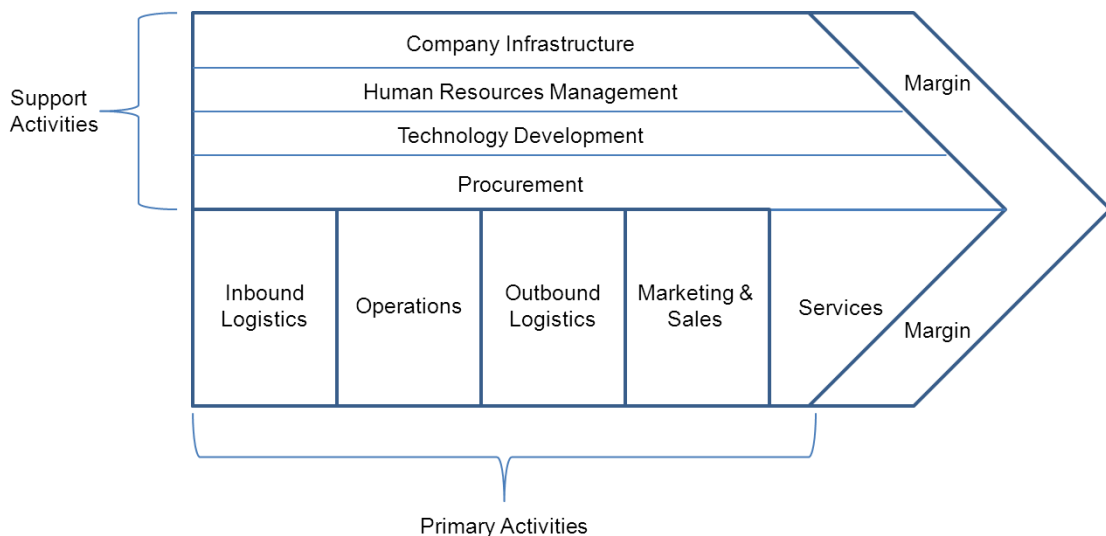 Company Infrastructure
Margin
Human Resources Management
Support
Activities
Technology Development
Procurement
Inbound
Logistics
Operations
Outbound
Logistics
Marketing &
Sales
Services
Margin
Primary Activities